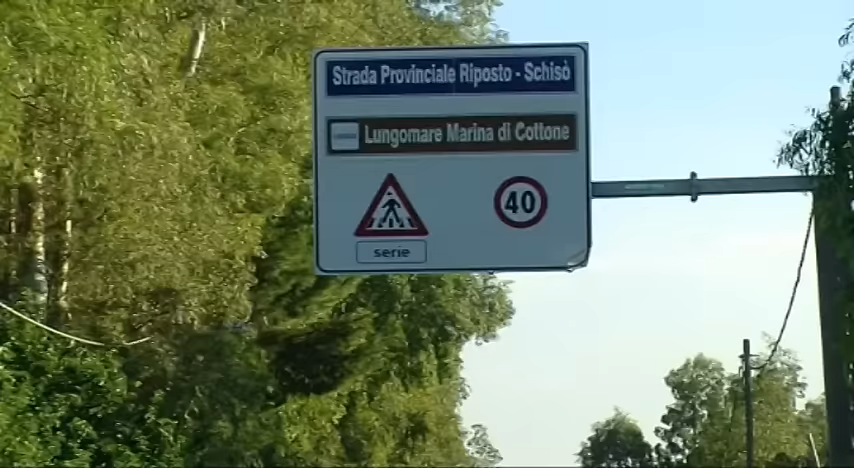 Strada Provinciale Riposto - Schisò
Lungomare Marina di Cottone
40
serie